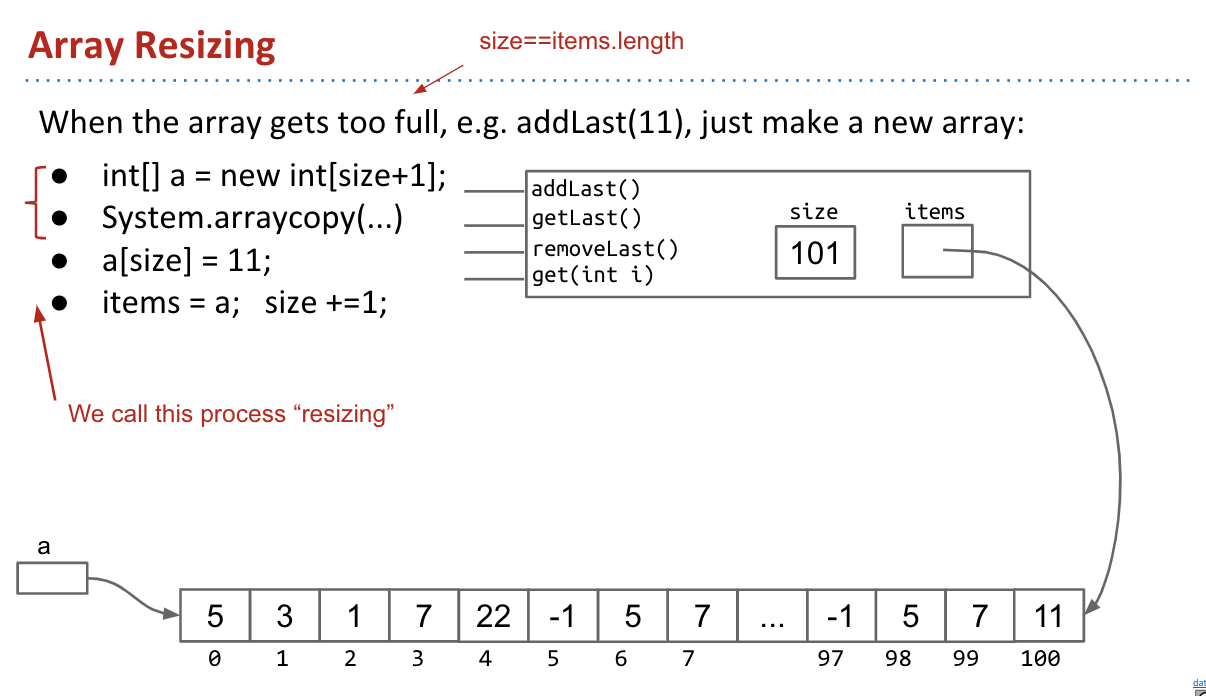 Array Resizing
size==items.length
When the array gets too full, e.g. addLast(11), just make a new array:
● int[] a = new int[size+1];
● System.arraycopy(...)
● a[size] = 11;
● items = a; size +=1;
We call this process “resizing”
addLast()
getLast()
removeLast()
get(int i)
size
101
items
a
5 3 1 7 22 -1 5 7 ... -1 5 7 11
0 1 2 3 4 5 6 7 97 98 99 100
dat